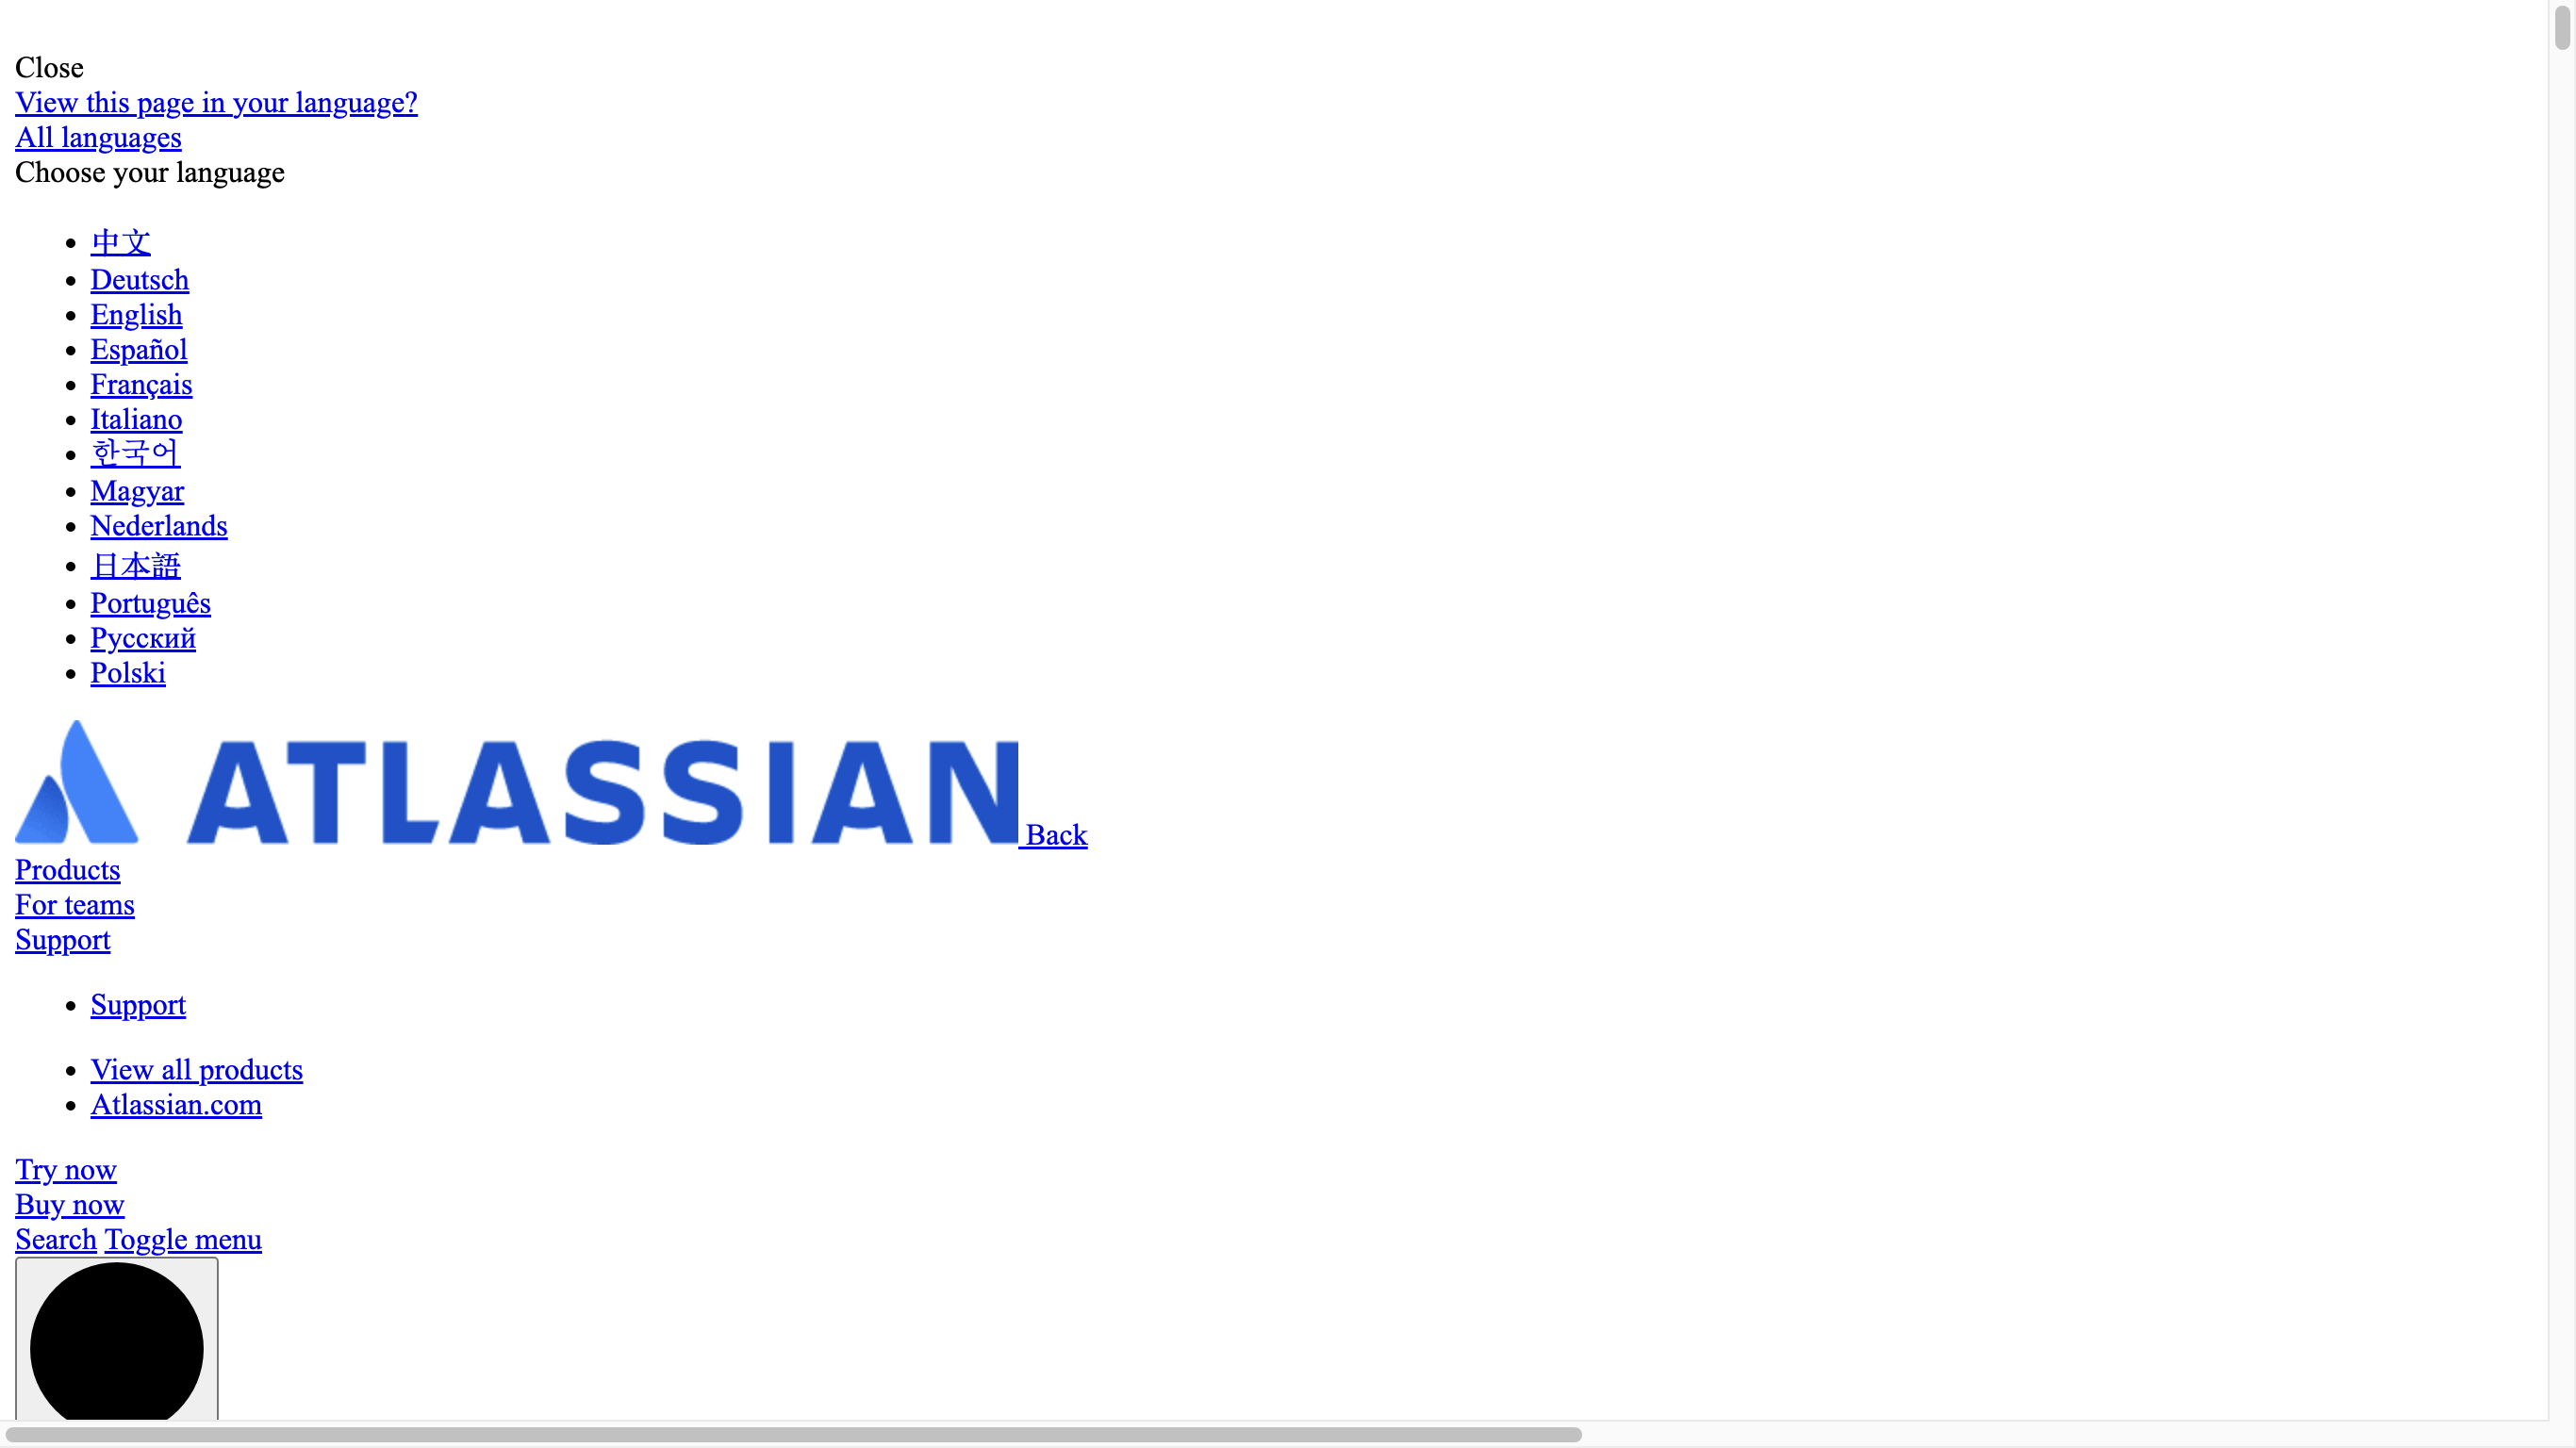 Close
View this page in your language?
All languages
Choose your language
中文
Deutsch
English
Español
Français
Italiano
한국어
Magyar
Nederlands
日本語
Português
Русский
Polski
ATLASSIAN Back
Products
For teams
Support
Support
View all products
Atlassian.com
Try now
Buy now
Search Toggle menu